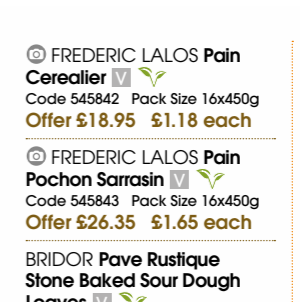 FREDERIC LALOS Pain
Cerealier V
Code 545842 Pack Size 16x450g
Offer £18.95 £1.18 each
FREDERIC LALOS Pain
Pochon Sarrasin V
Code 545843 Pack Size 16x450g
Offer £26.35 £1.65 each
BRIDOR Pave Rustique
Stone Baked Sour Dough
Loaves V